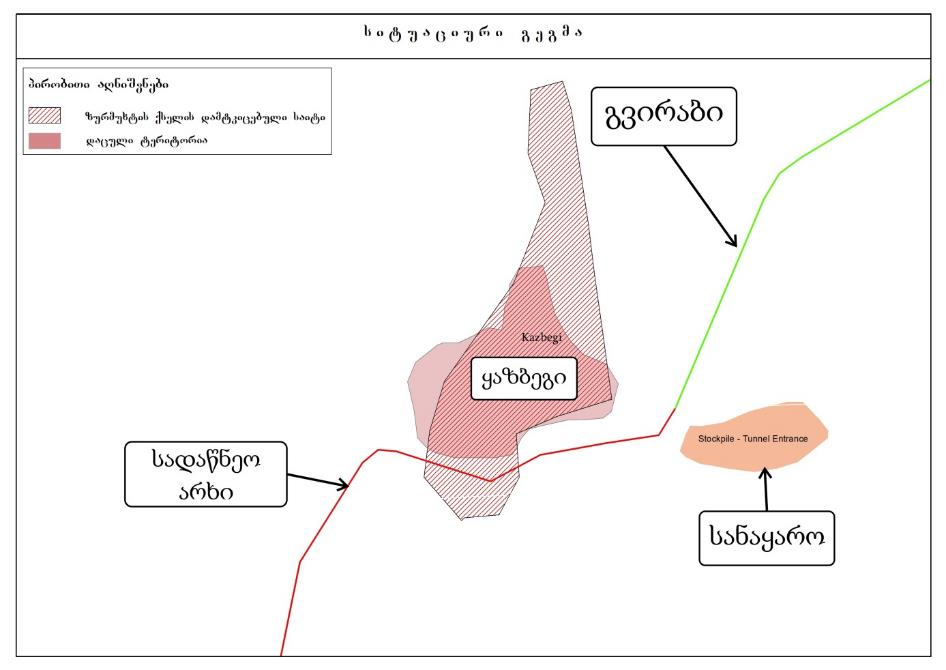 სიტუაციური გეგმა
პირობითი აღნიშვნები
ზურმუხტის ქსელის დამტკიცებული საიტი
დაცული ტერიტორია
გვირაბი
Kazbegi
ყაზბეგი
Stockpile - Tunnel Entrance
სადაწნეო
არხი
სანაყარო